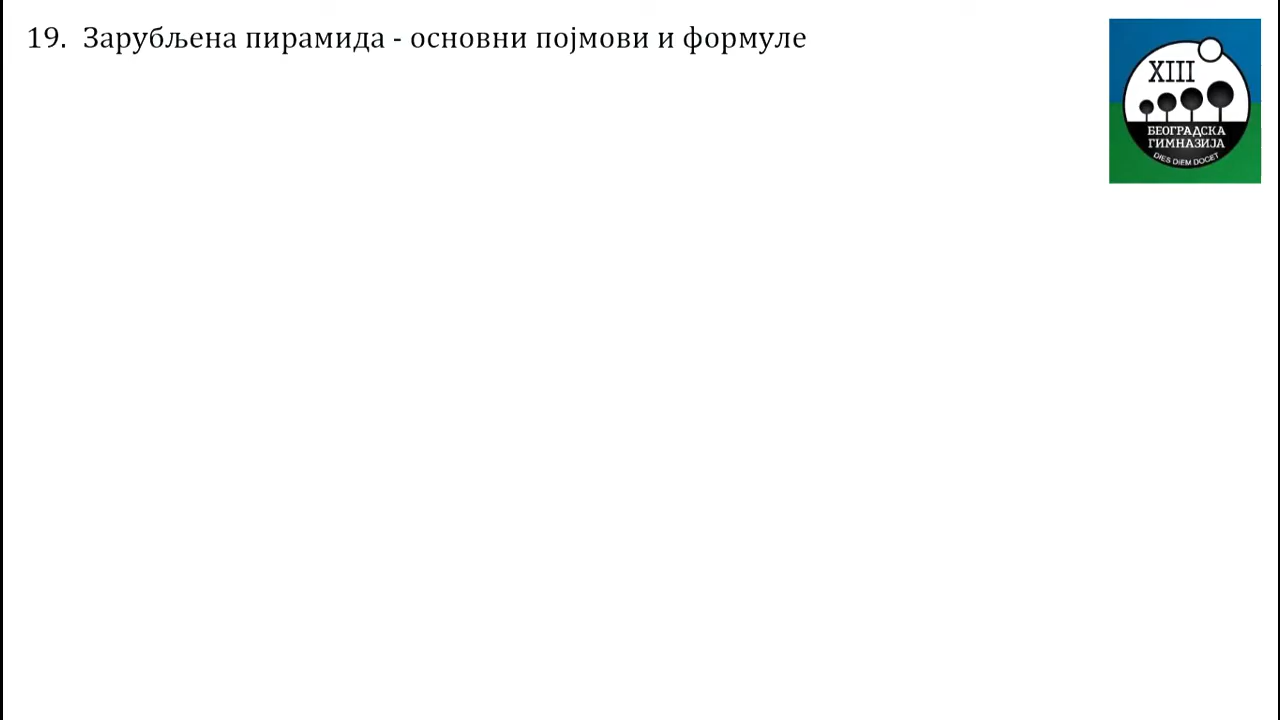 19. Зарубљена пирамида - основни појмови и формуле
XIII
БЕОГРАДСКА
ГИМНАЗИЈА
DIES DIEM DOCET